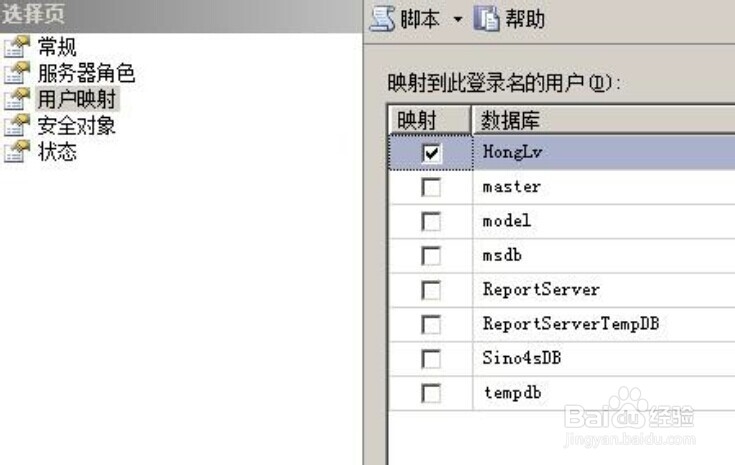 选择页
常规
服务器角色
用户映射
安全对象
状态
脚本 帮助
映射到此登录名的用户(D):
映射 数据库
HongLv
master
model
msdb
ReportServer
ReportServerTempDB
Sino4sDB
tempdb
Baidu经验
jingyan.baidu.com